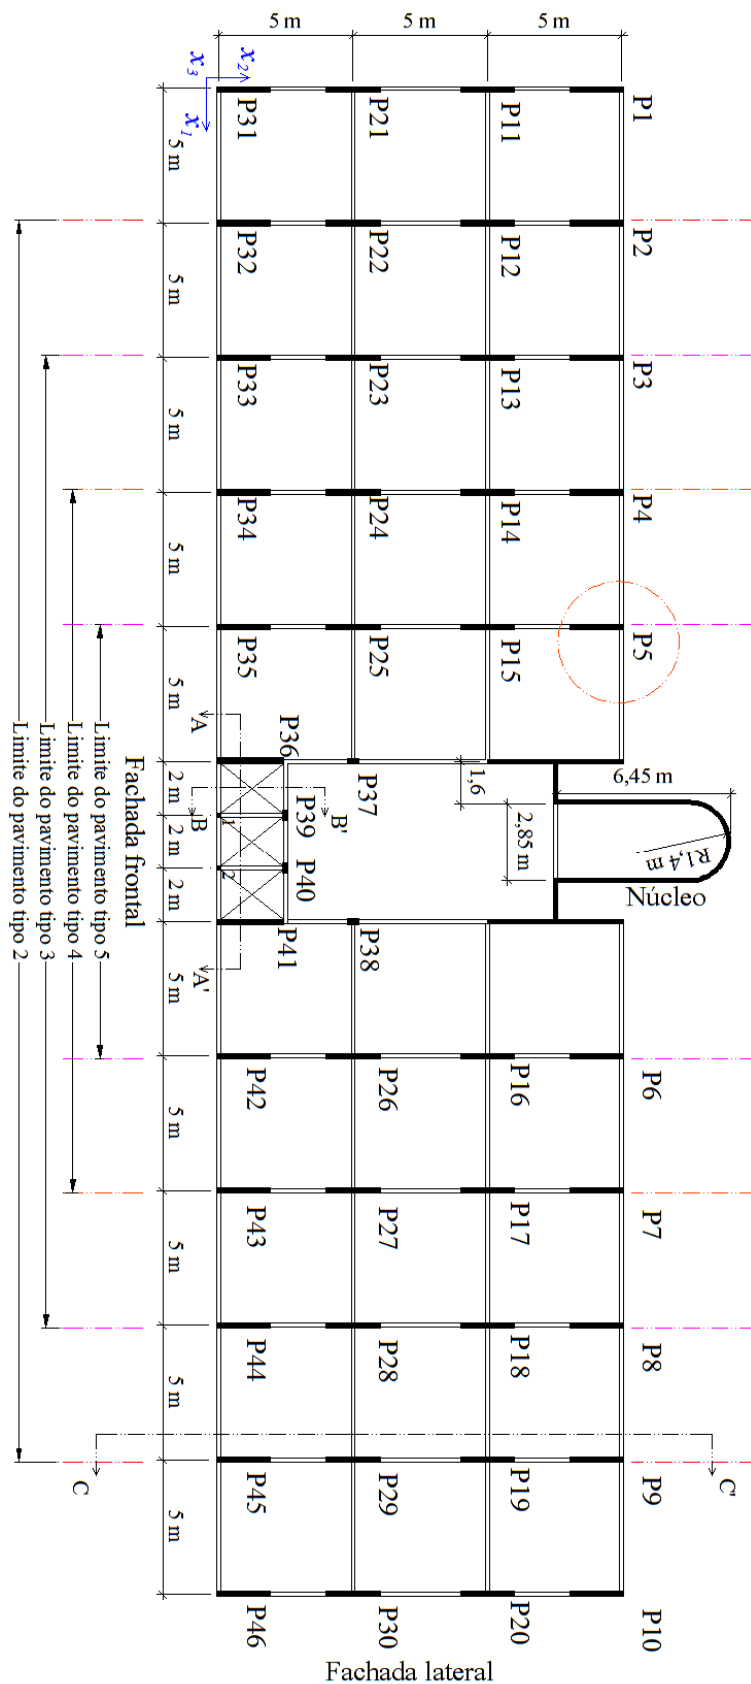 5 m
5 m
5 m
x3
x2
x1
P31
P21
P11
P1
5 m
P32
P22
P12
P2
5 m
P33
P23
P13
P3
5 m
P34
P24
P14
P4
5 m
P35
P25
P15
P5
5 m
A
P36
P37
1,6
2,85 m
6,45 m
R1,4 m
Núcleo
2 m
B
1
P39
B'
2 m
2
P40
2 m
P41
P38
A'
5 m
P42
P26
P16
P6
5 m
P43
P27
P17
P7
5 m
P44
P28
P18
P8
5 m
C
C'
P45
P29
P19
P9
5 m
P46
P30
P20
P10
Fachada frontal
Limite do pavimento tipo 5
Limite do pavimento tipo 4
Limite do pavimento tipo 3
Limite do pavimento tipo 2
Fachada lateral